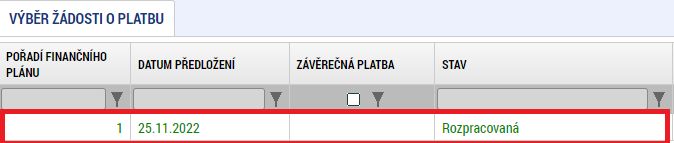 VÝBĚR ŽÁDOSTI O PLATBU
POŘADÍ FINANČNÍHO
PLÁNU
DATUM PŘEDLOŽENÍ
ZÁVĚREČNÁ PLATBA
STAV
1 25.11.2022 Rozpracovaná